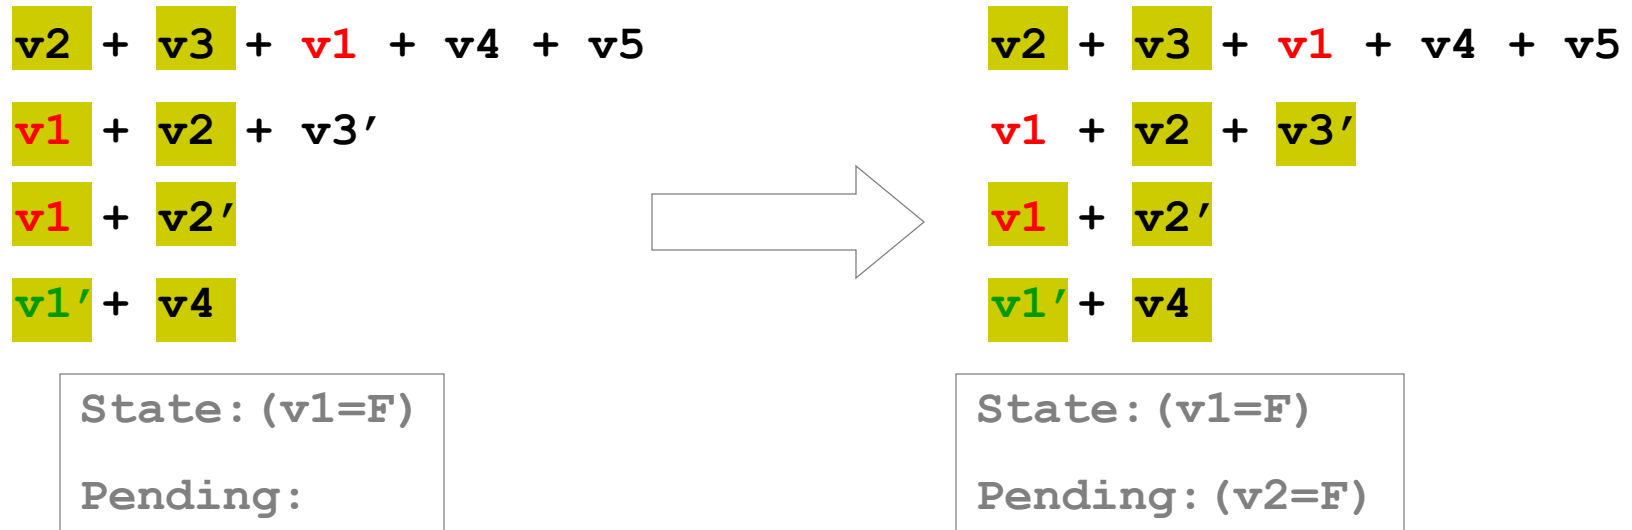 v2 + v3 + v1 + v4 + v5
v1 + v2 + v3′
v1 + v2′
v1′ + v4
State:(v1=F)
Pending:
v2 + v3 + v1 + v4 + v5
v1 + v2 + v3′
v1 + v2′
v1′ + v4
State:(v1=F)
Pending:(v2=F)